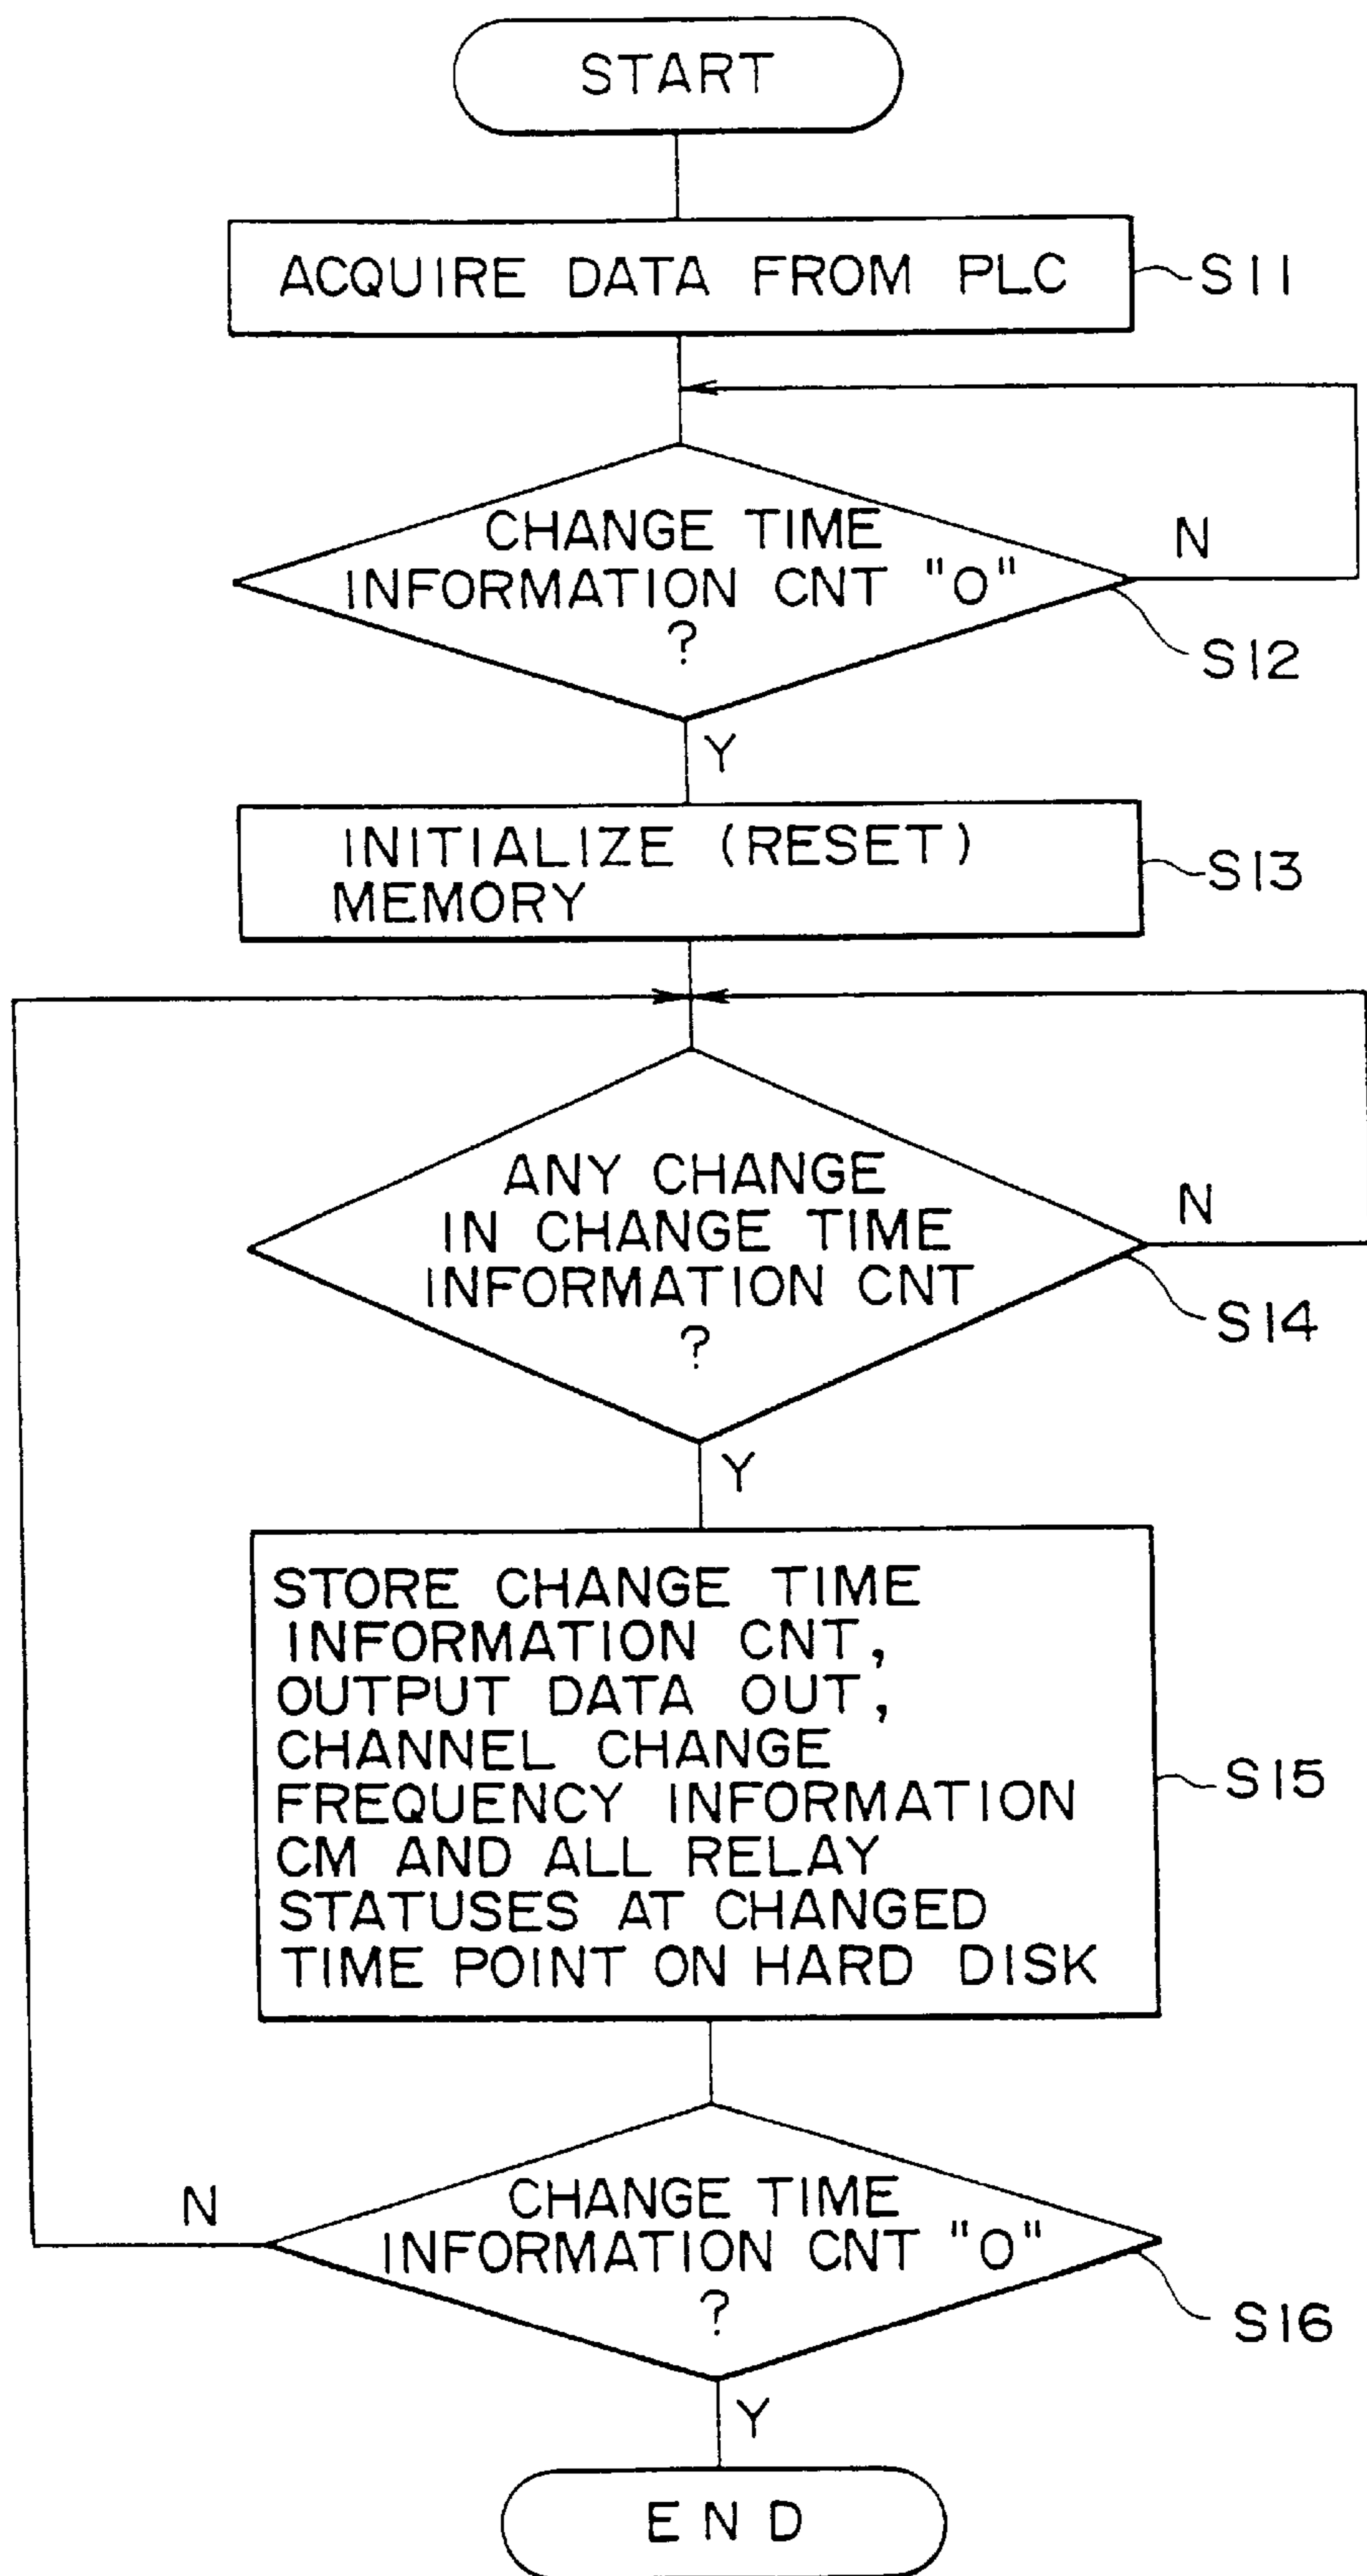 START
ACQUIRE DATA FROM PLC
S11
CHANGE TIME
INFORMATION CNT "0"
?
N
S12
Y
INITIALIZE (RESET)
MEMORY
S13
ANY CHANGE
IN CHANGE TIME
INFORMATION CNT
?
N
S14
Y
STORE CHANGE TIME
INFORMATION CNT,
OUTPUT DATA OUT,
CHANNEL CHANGE
FREQUENCY INFORMATION
CM AND ALL RELAY
STATUSES AT CHANGED
TIME POINT ON HARD DISK
S15
N
CHANGE TIME
INFORMATION CNT "0"
?
S16
Y
END